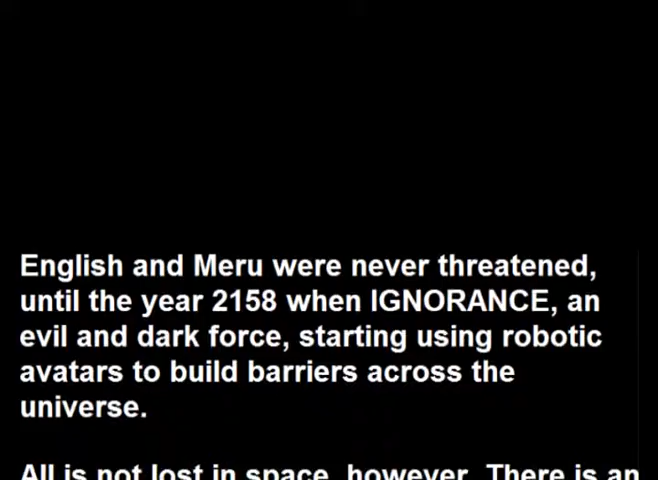 English and Meru were never threatened,
until the year 2158 when IGNORANCE, an
evil and dark force, starting using robotic
avatars to build barriers across the
universe.
All is not lost in space, however. There is an